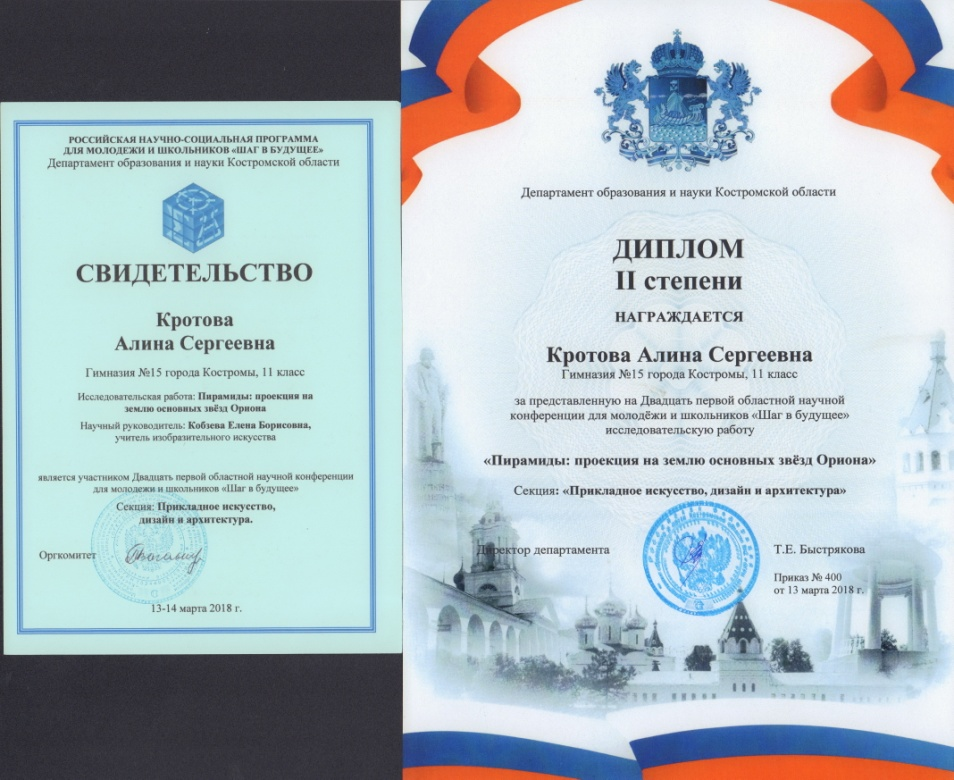 РОССИЙСКАЯ НАУЧНО-СОЦИАЛЬНАЯ ПРОГРАММА
ДЛЯ МОЛОДЕЖИ И ШКОЛЬНИКОВ «ШАГ В БУДУЩЕЕ»
Департамент образования и науки Костромской области
СВИДЕТЕЛЬСТВО
Кротова
Алина Сергеевна
Гимназия №15 города Костромы, 11 класс
Исследовательская работа: Пирамиды: проекция на
землю основных звёзд Ориона
Научный руководитель: Кобзева Елена Борисовна,
учитель изобразительного искусства
является участником Двадцать первой областной научной конференции
для молодежи и школьников «Шаг в будущее»
Секция: Прикладное искусство,
дизайн и архитектура.
Оргкомитет
13-14 марта 2018 г.
Департамент образования и науки Костромской области
ДИПЛОМ
II степени
НАГРАЖДАЕТСЯ
Кротова Алина Сергеевна
Гимназия №15 города Костромы, 11 класс
за представленную на Двадцать первой областной научной
конференции для молодёжи и школьников «Шаг в будущее»
исследовательскую работу
«Пирамиды: проекция на землю основных звёзд Ориона»
Секция: «Прикладное искусство, дизайн и архитектура»
Директор департамента
Т.Е. Быстрякова
Приказ № 400
от 13 марта 2018 г.